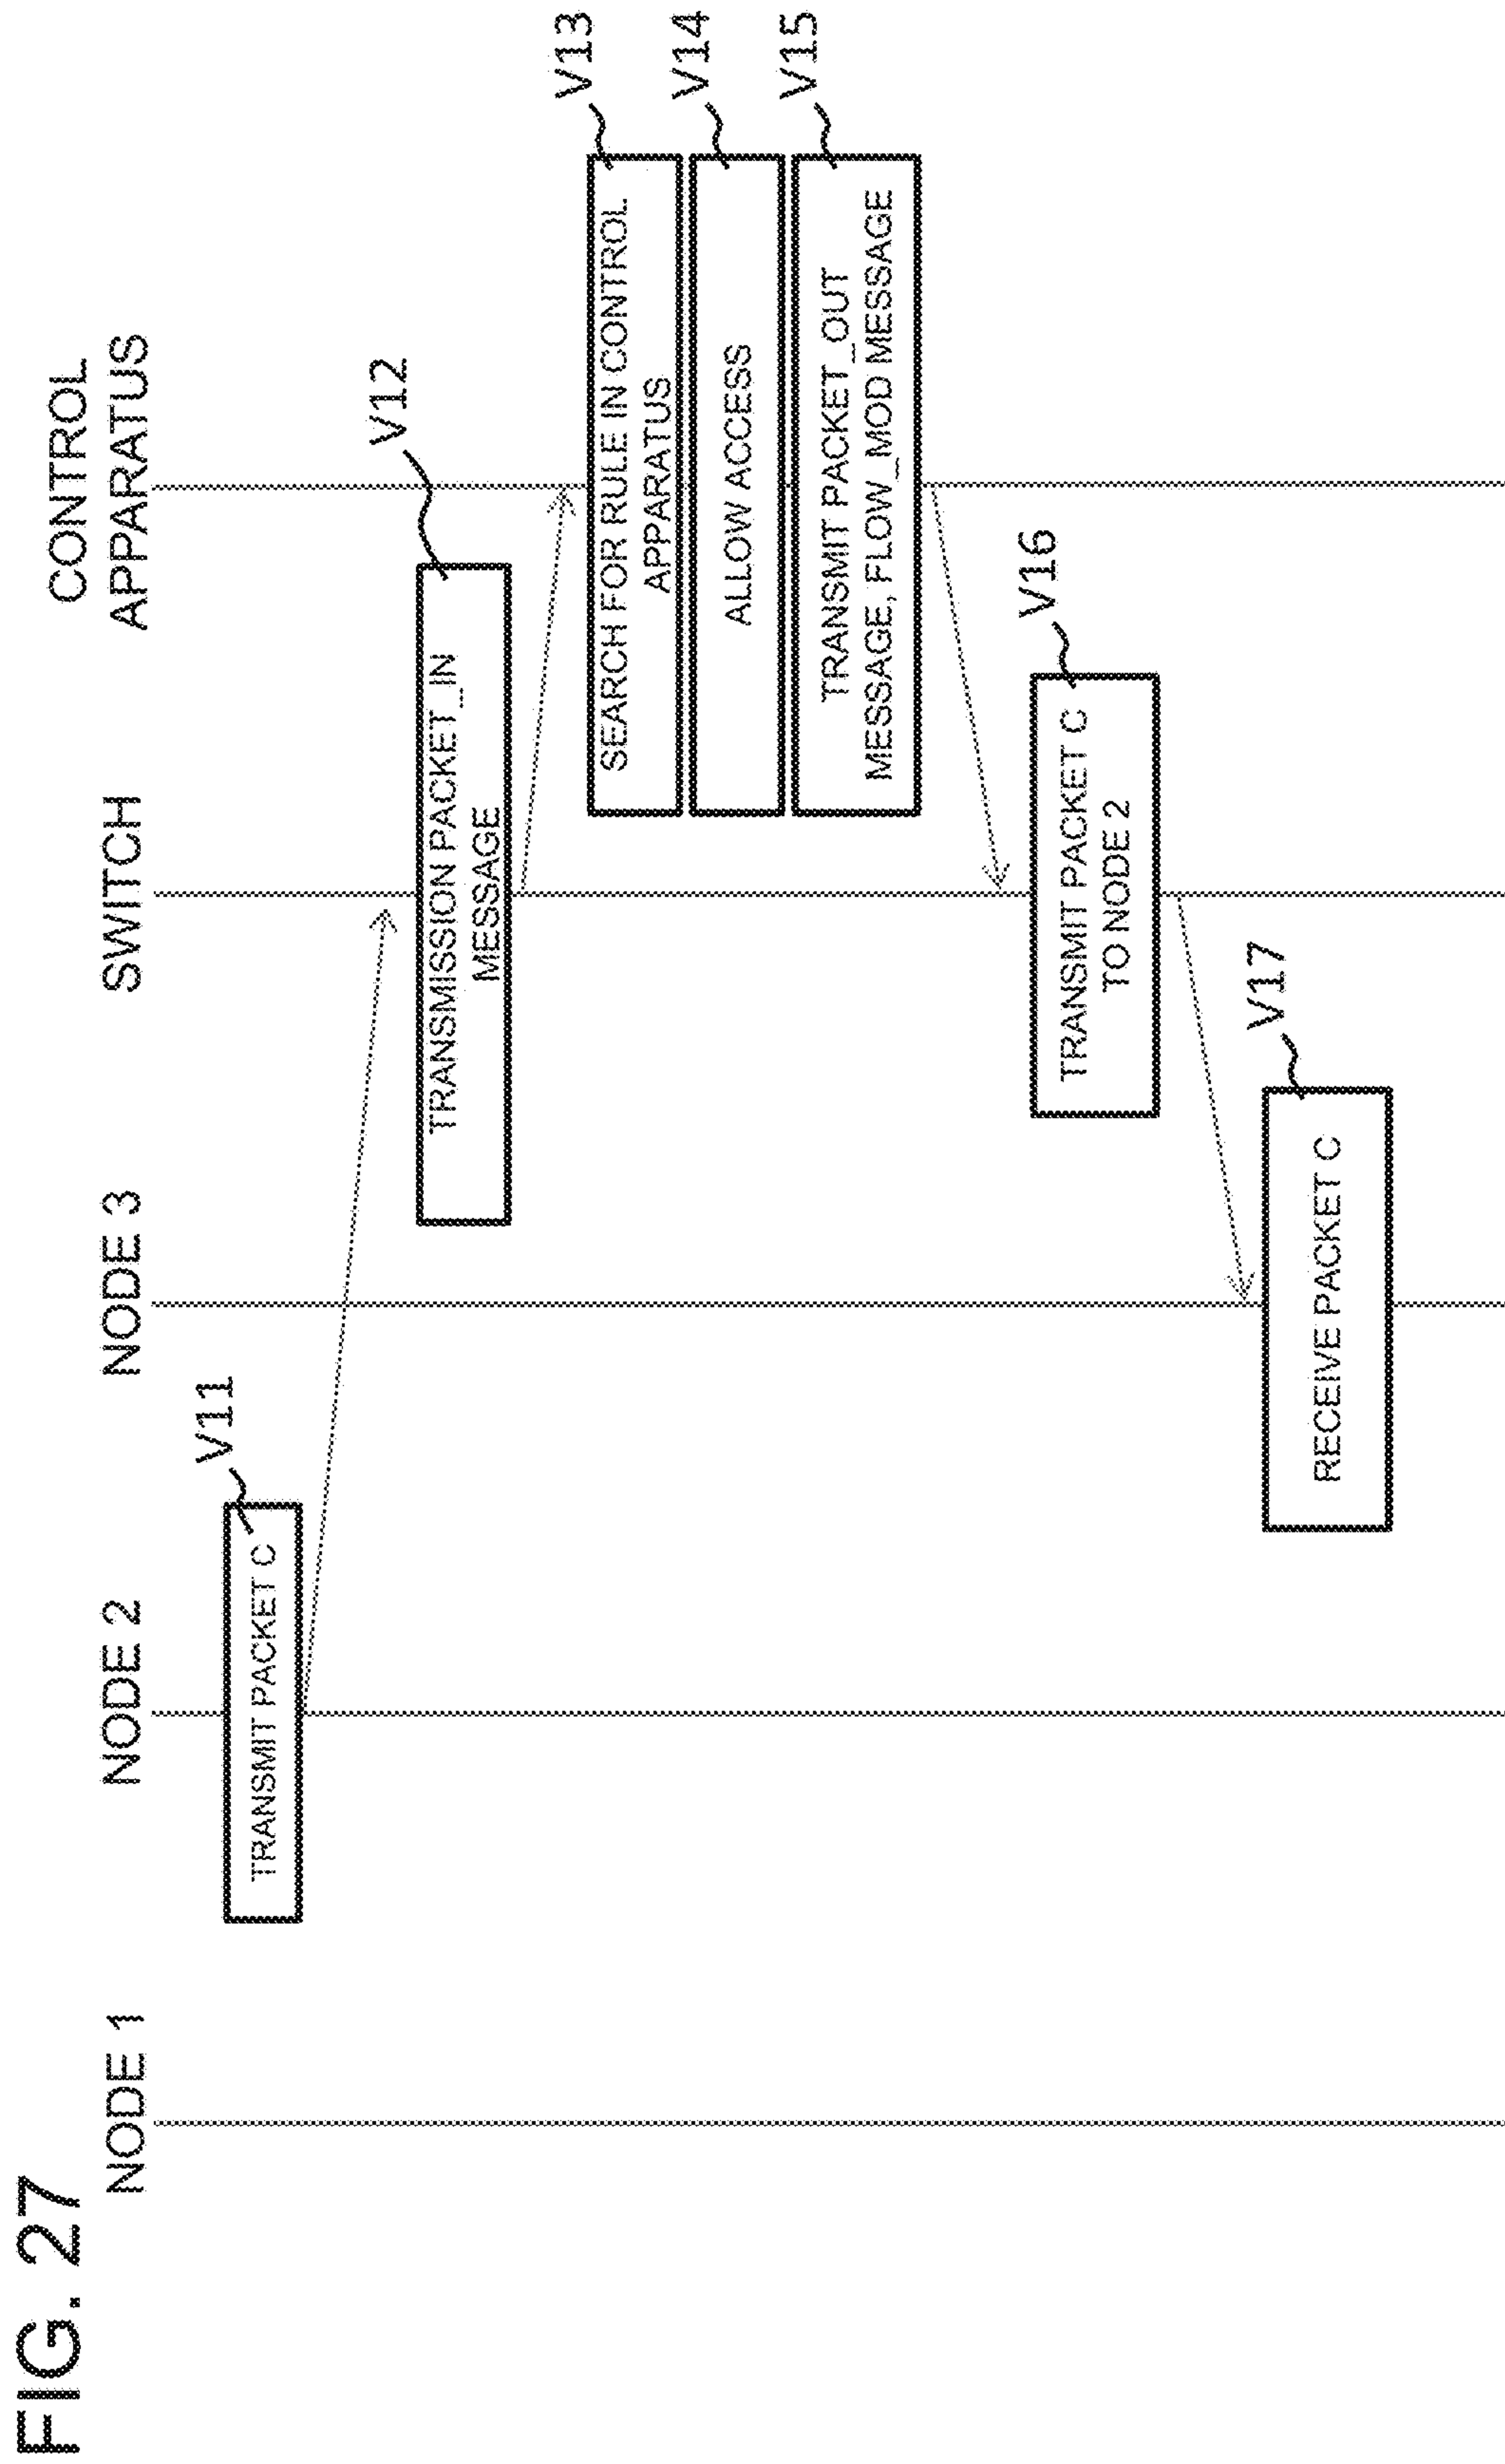 FIG. 27
NODE 1
NODE 2
NODE 3
SWITCH
CONTROL
APPARATUS
V11
TRANSMIT PACKET C
V12
TRANSMISSION PACKET_IN
MESSAGE
V13
SEARCH FOR RULE IN CONTROL
APPARATUS
V14
ALLOW ACCESS
V15
TRANSMIT PACKET_OUT
MESSAGE, FLOW_MOD MESSAGE
V16
TRANSMIT PACKET C
TO NODE 2
V17
RECEIVE PACKET C